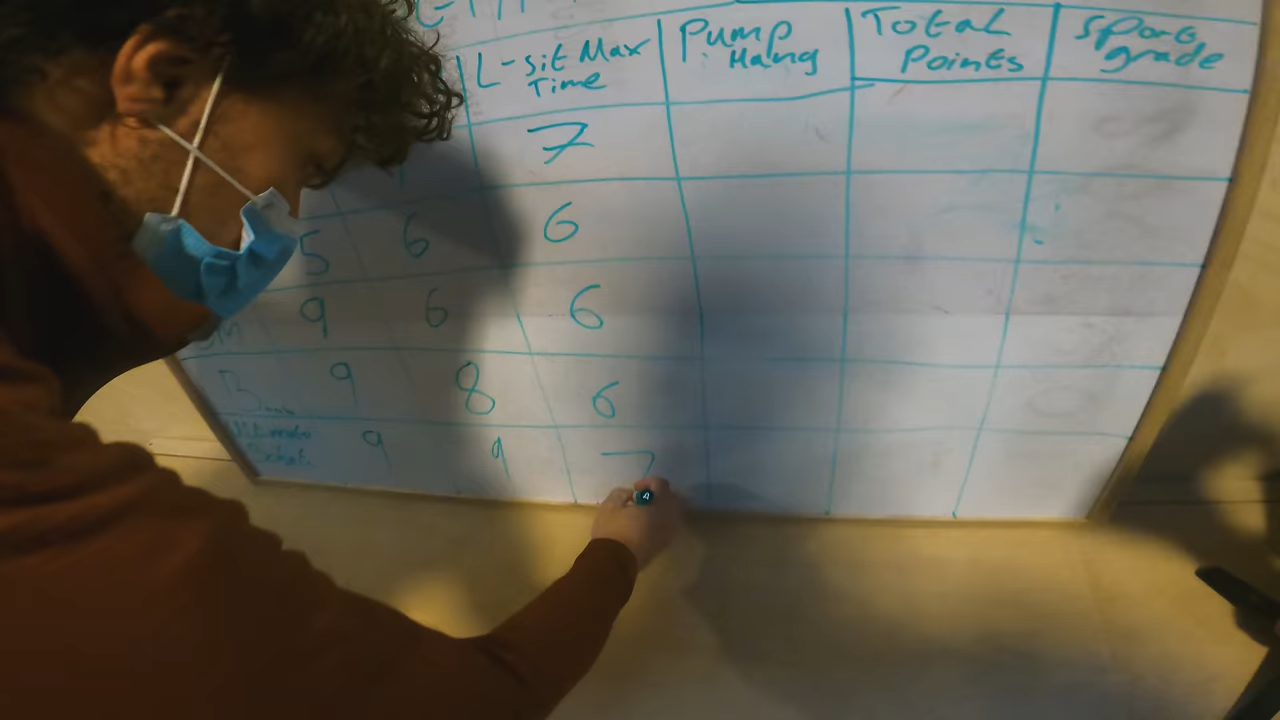 L-sit Max Time
Pump Hang
Total Points
Sport grade
7
5 6 6
9 6 6
9 8 6
9 9 7